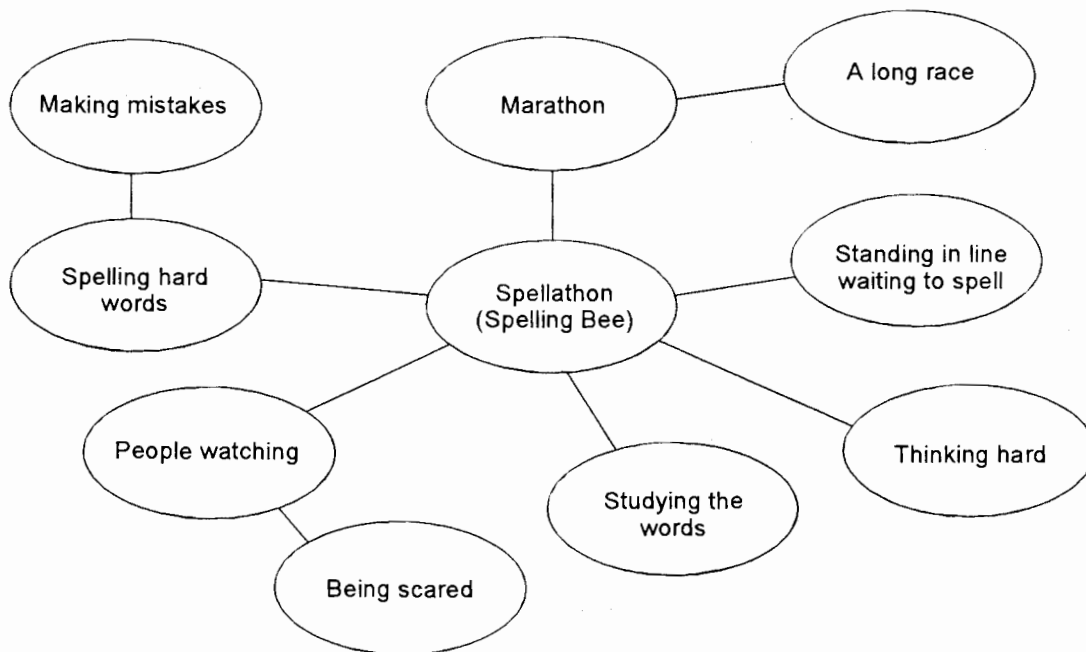 A long race
Making mistakes
Marathon
Standing in line
waiting to spell
Spelling hard
words
Spellathon
(Spelling Bee)
People watching
Thinking hard
Studying the
words
Being scared